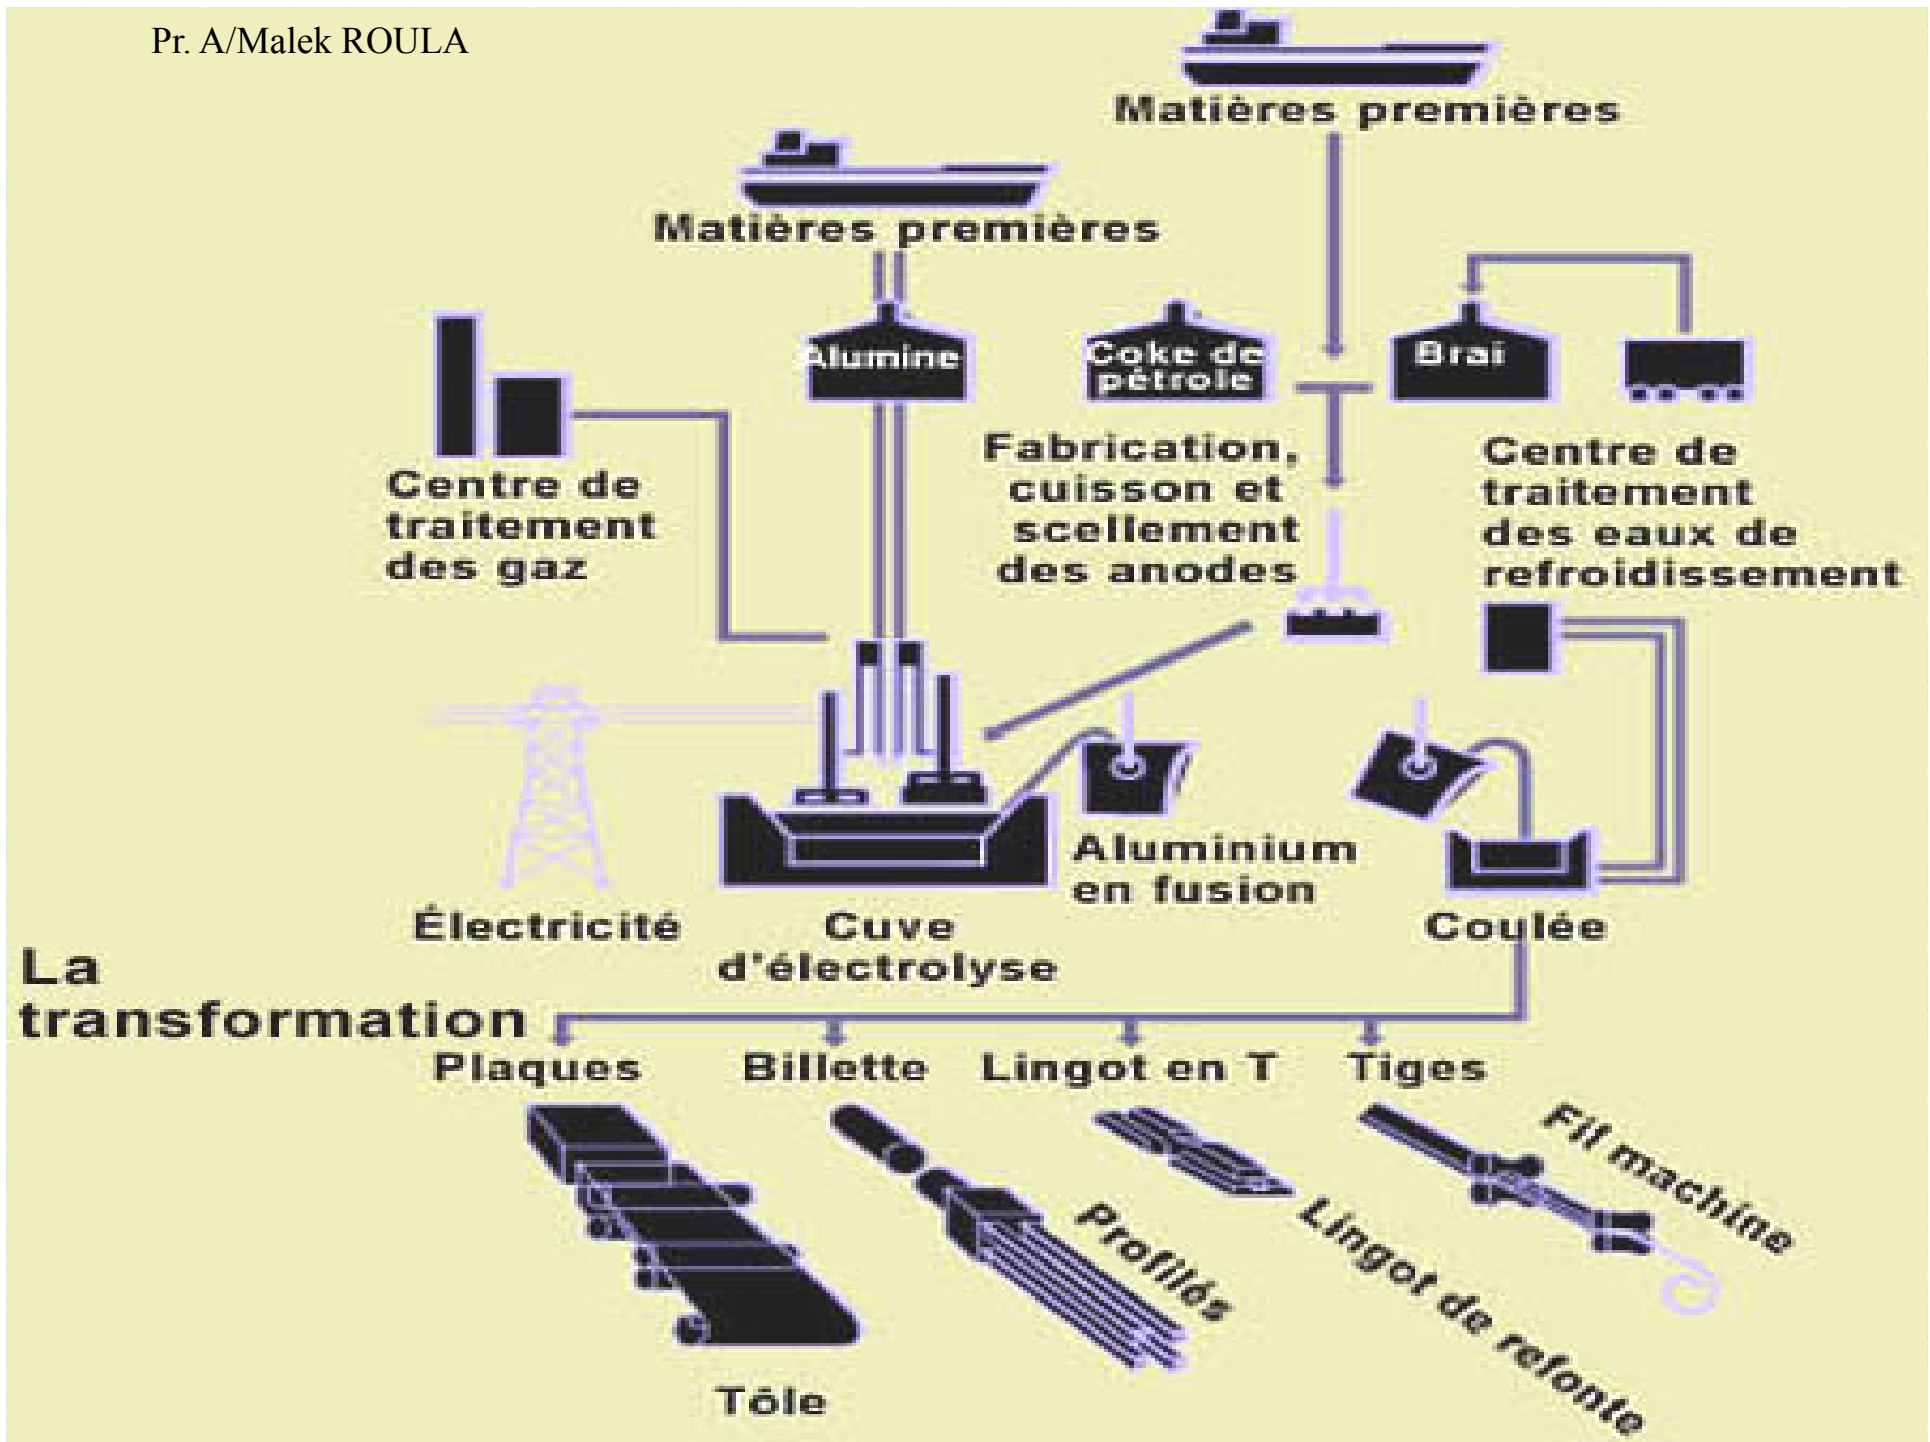 Pr. A/Malek ROULA
Matières premières
Matières premières
Alumine
Coke de
pétrole
Brai
Centre de
traitement
des gaz
Fabrication,
cuisson et
scellement
des anodes
Centre de
traitement
des eaux de
refroidissement
Aluminium
en fusion
Électricité
Cuve
d'électrolyse
Coulée
La
transformation
Plaques
Billette
Lingot en T
Tiges
Fil machine
Profilés
Lingot de refonte
Tôle